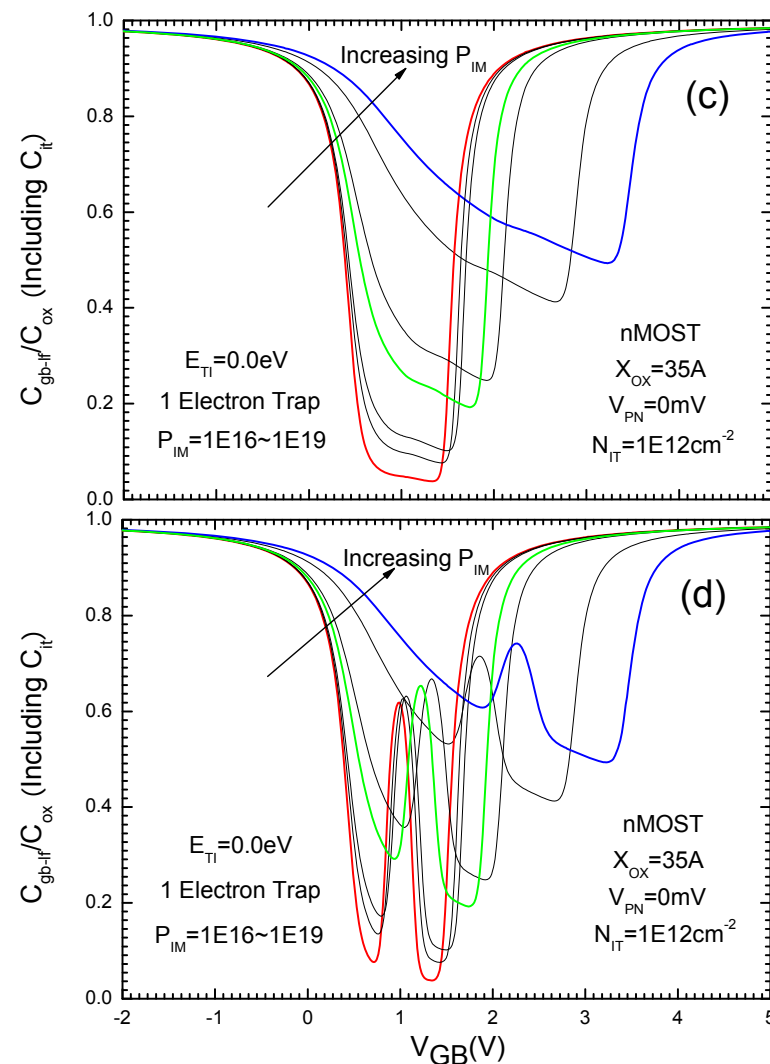 1.0
Increasing P_IM
(c)
0.8
0.6
0.4
0.2
0.0
C_gb-lf/C_ox (Including C_it)
E_TI=0.0eV
1 Electron Trap
P_IM=1E16~1E19
nMOST
X_OX=35A
V_PN=0mV
N_IT=1E12cm^-2
1.0
Increasing P_IM
(d)
0.8
0.6
0.4
0.2
0.0
C_gb-lf/C_ox (Including C_it)
E_TI=0.0eV
1 Electron Trap
P_IM=1E16~1E19
nMOST
X_OX=35A
V_PN=0mV
N_IT=1E12cm^-2
-2 -1 0 1 2 3 4 5
V_GB(V)